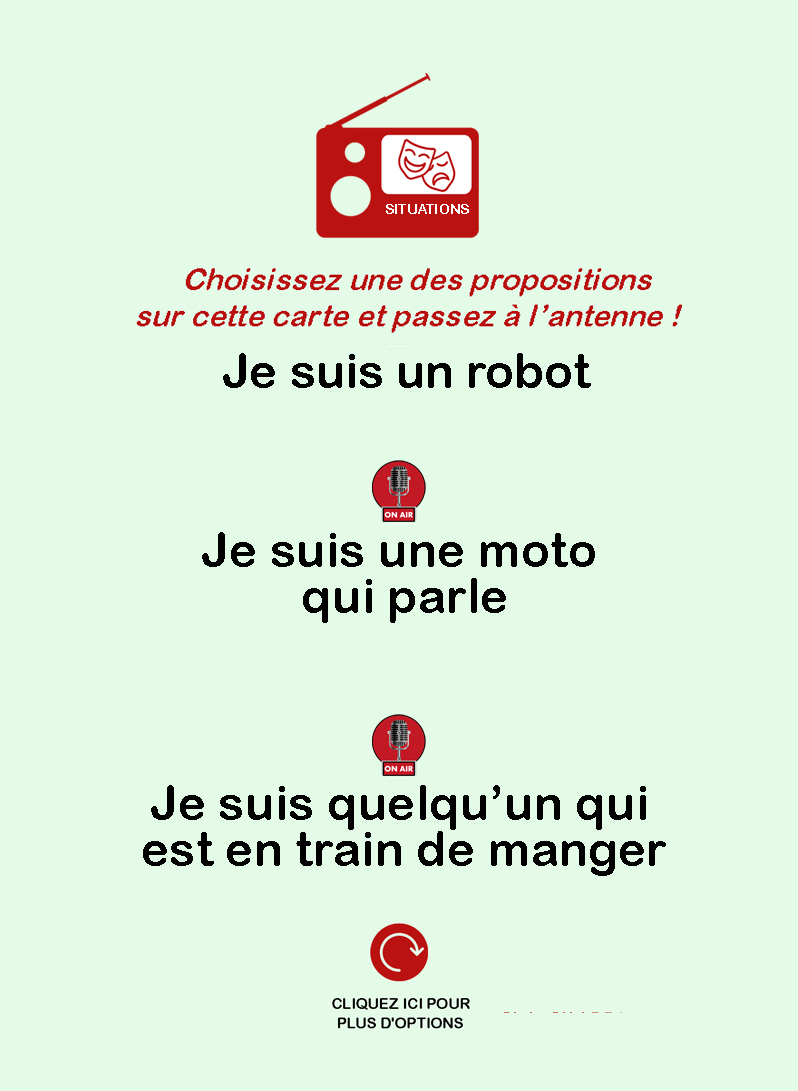 SITUATIONS
Choisissez une des propositions
sur cette carte et passez à l’antenne !
Je suis un robot
ON AIR
Je suis une moto
qui parle
ON AIR
Je suis quelqu’un qui
est en train de manger
CLIQUEZ ICI POUR
PLUS D'OPTIONS